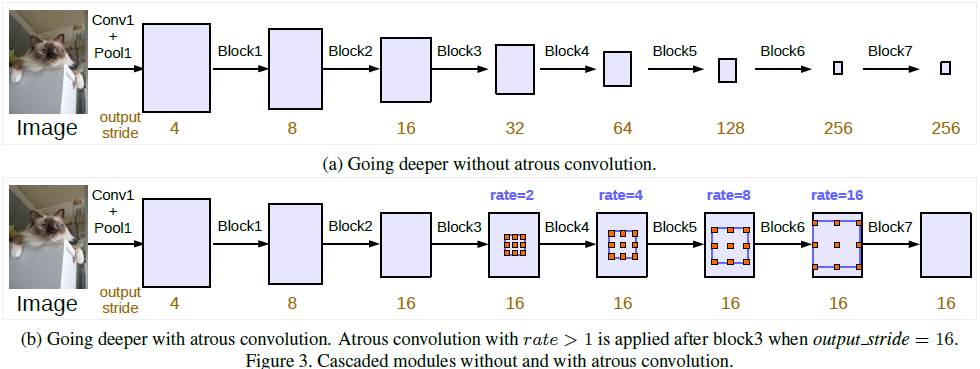 Conv1
+
Pool1
Block1
Block2
Block3
Block4
Block5
Block6
Block7
Image
output
stride
4
8
16
32
64
128
256
256
(a) Going deeper without atrous convolution.
rate=2
rate=4
rate=8
rate=16
Conv1
+
Pool1
Block1
Block2
Block3
Block4
Block5
Block6
Block7
Image
output
stride
4
8
16
16
16
16
16
16
(b) Going deeper with atrous convolution. Atrous convolution with rate > 1 is applied after block3 when output_stride = 16.
Figure 3. Cascaded modules without and with atrous convolution.